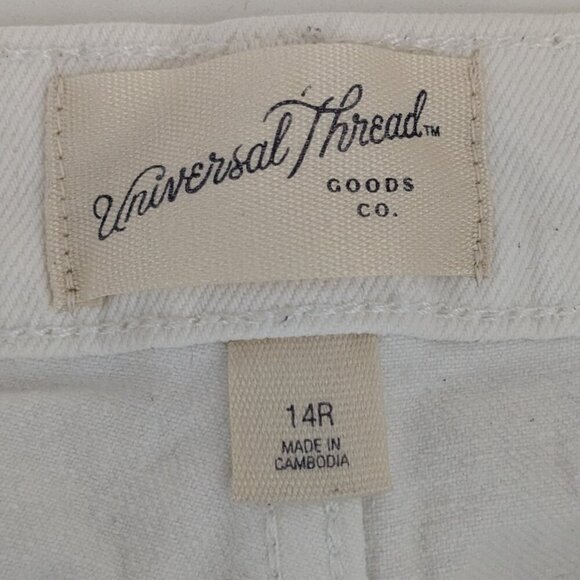 Universal Thread™
GOODS
CO.
14R
MADE IN
CAMBODIA